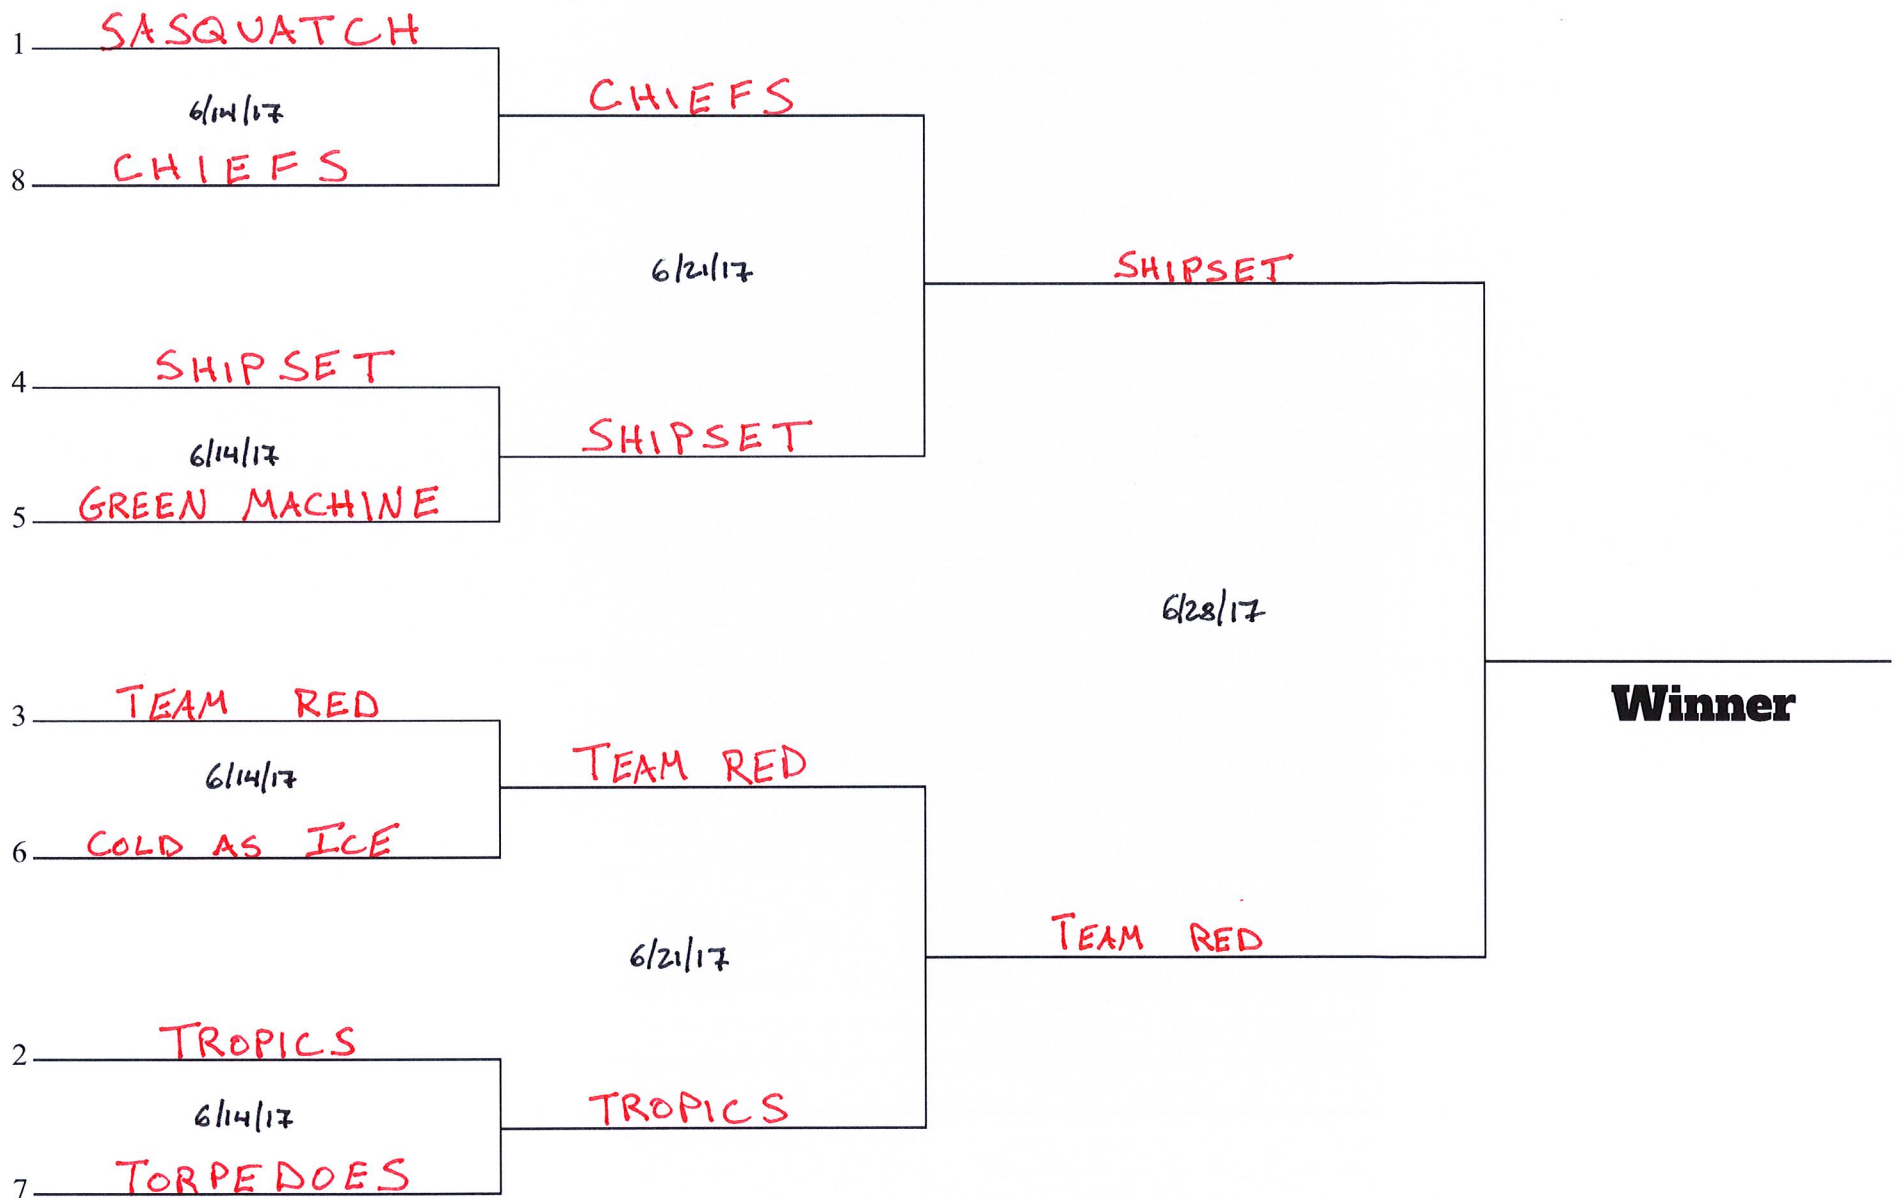 1 SASQUATCH
6/14/17
8 CHIEFS
CHIEFS
6/21/17
4 SHIPSET
6/14/17
5 GREEN MACHINE
SHIPSET
SHIPSET
6/28/17
Winner
3 TEAM RED
6/14/17
6 COLD AS ICE
TEAM RED
6/21/17
TEAM RED
2 TROPICS
6/14/17
7 TORPEDOES
TROPICS